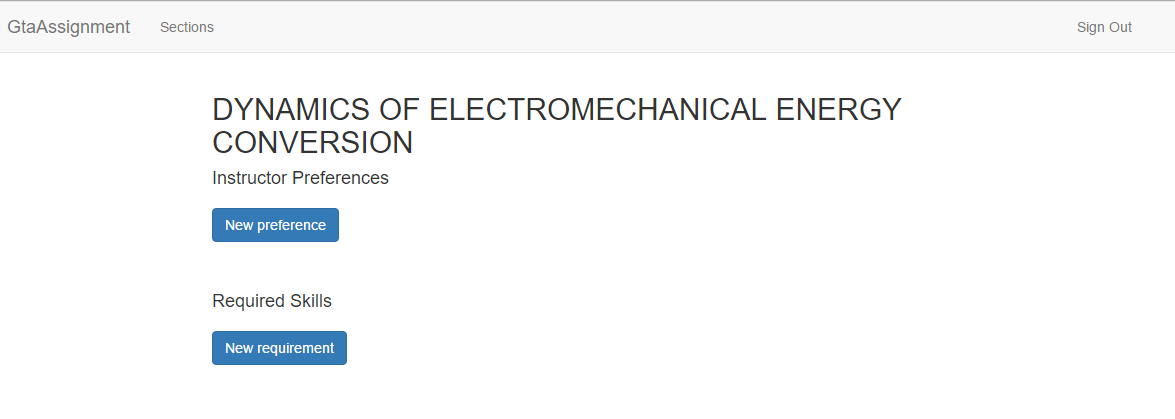 GtaAssignment Sections Sign Out
DYNAMICS OF ELECTROMECHANICAL ENERGY
CONVERSION
Instructor Preferences
New preference
Required Skills
New requirement